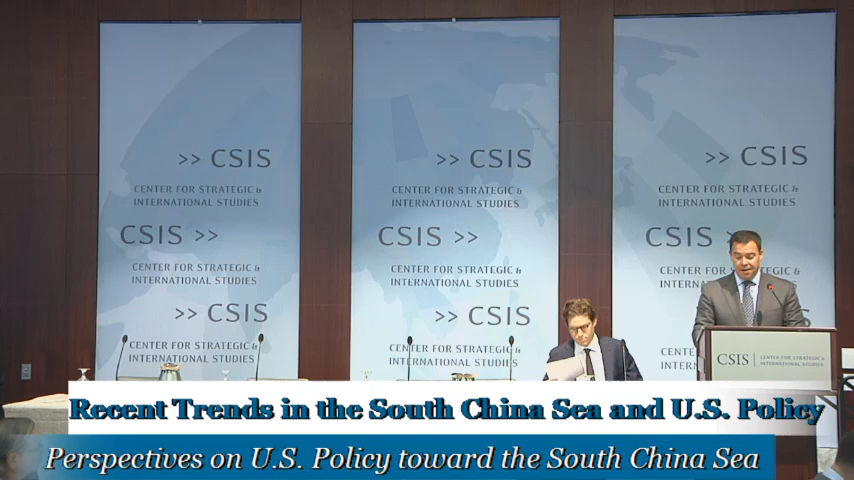 >> CSIS
CENTER FOR STRATEGIC &
INTERNATIONAL STUDIES
CSIS >>
CENTER FOR STRATEGIC &
INTERNATIONAL STUDIES
>> CSIS
CENTER FOR STRATEGIC &
INTERNATIONAL STUDIES
>> CSIS
CENTER FOR STRATEGIC &
INTERNATIONAL STUDIES
CSIS >>
CENTER FOR STRATEGIC &
INTERNATIONAL STUDIES
>> CSIS
CENTER FOR STRATEGIC &
INTERNATIONAL STUDIES
>> CSIS
CENTER FOR STRATEGIC &
INTERNATIONAL STUDIES
CSIS
CENTER FOR
INTERNATIONAL
CSIS
CENTER FOR STRATEGIC &
INTERNATIONAL STUDIES
Recent Trends in the South China Sea and U.S. Policy
Perspectives on U.S. Policy toward the South China Sea